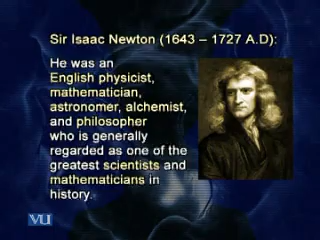 Sir Isaac Newton (1643 – 1727 A.D):
He was an
English physicist,
mathematician,
astronomer, alchemist,
and philosopher
who is generally
regarded as one of the
greatest scientists and
mathematicians in
history.
VU